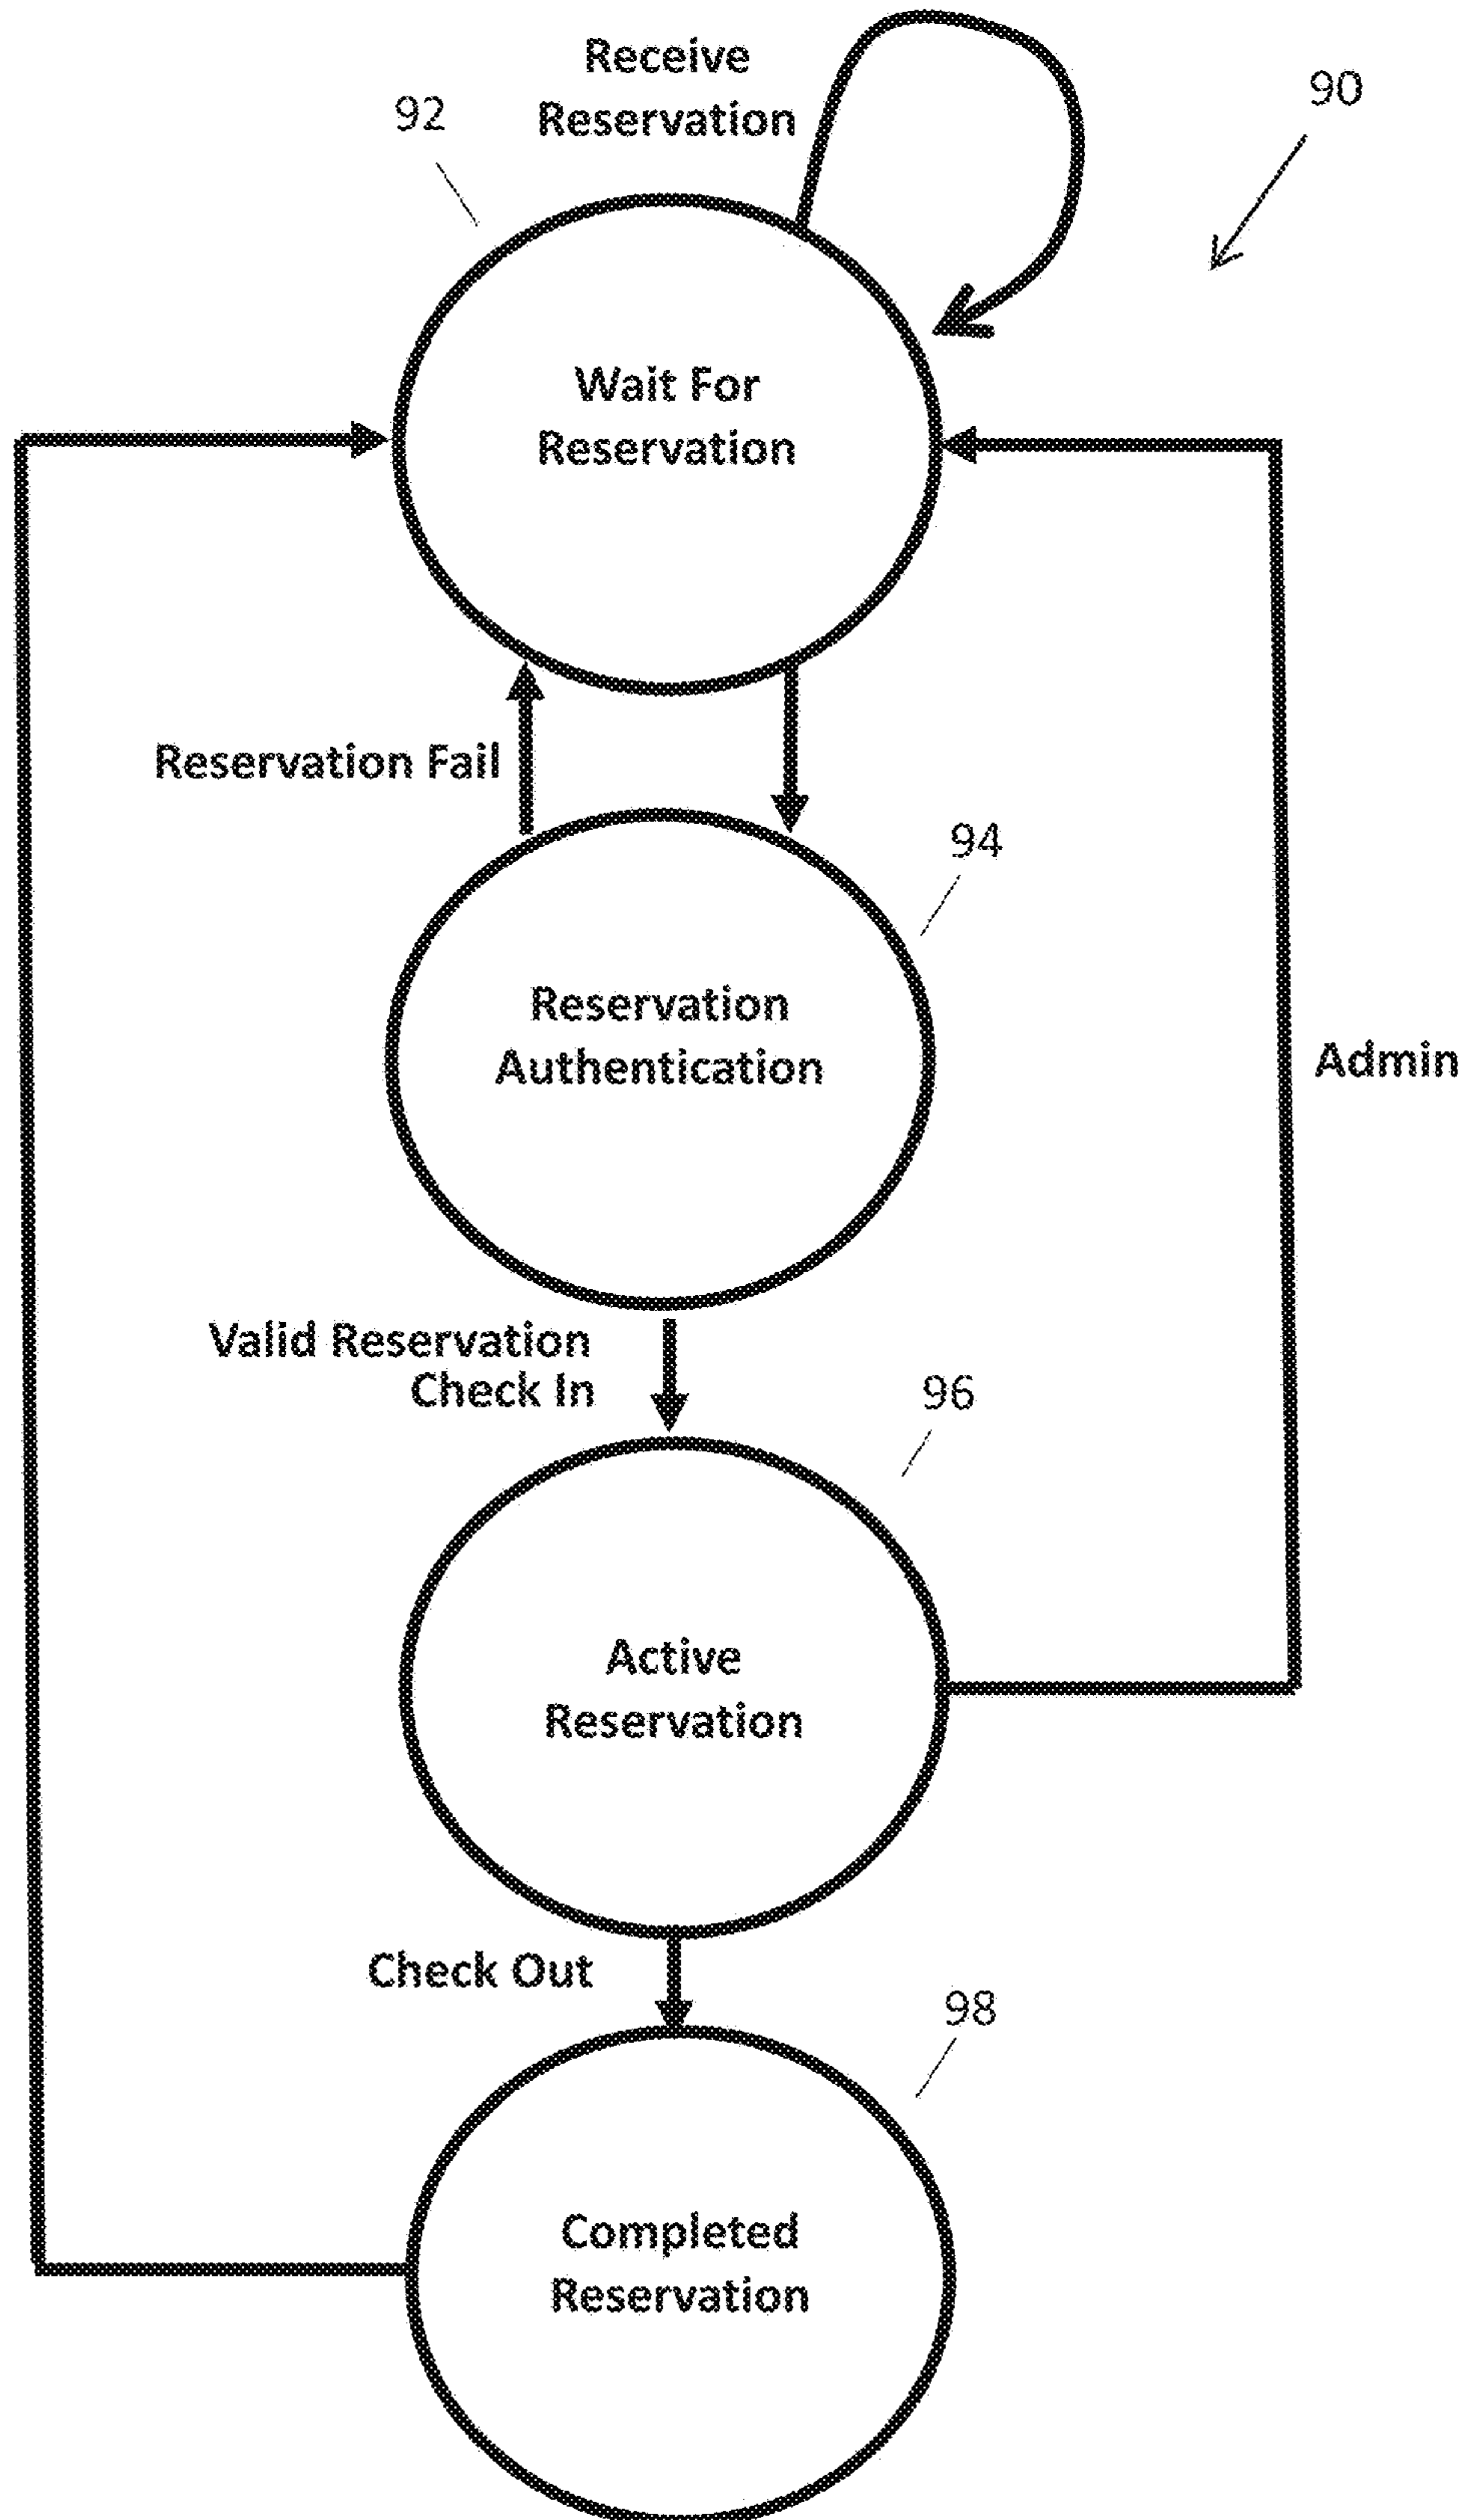 Receive
Reservation
90
92
Wait For
Reservation
Reservation Fail
94
Reservation
Authentication
Admin
Valid Reservation
Check In
96
Active
Reservation
Check Out
98
Completed
Reservation